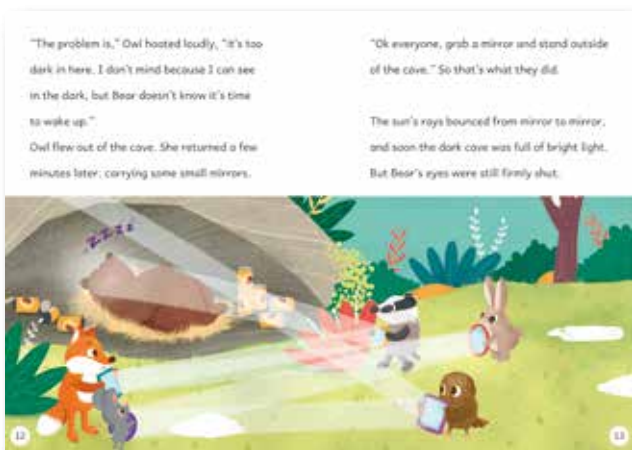 "The problem is," Owl hooted loudly, "it's too
dark in here. I don't mind because I can see
in the dark, but Bear doesn't know it's time
to wake up."
Owl flew out of the cave. She returned a few
minutes later, carrying some small mirrors.
"Ok everyone, grab a mirror and stand outside
of the cave." So that's what they did.
The sun's rays bounced from mirror to mirror,
and soon the dark cave was full of bright light.
But Bear's eyes were still firmly shut.
zzzz
12
13